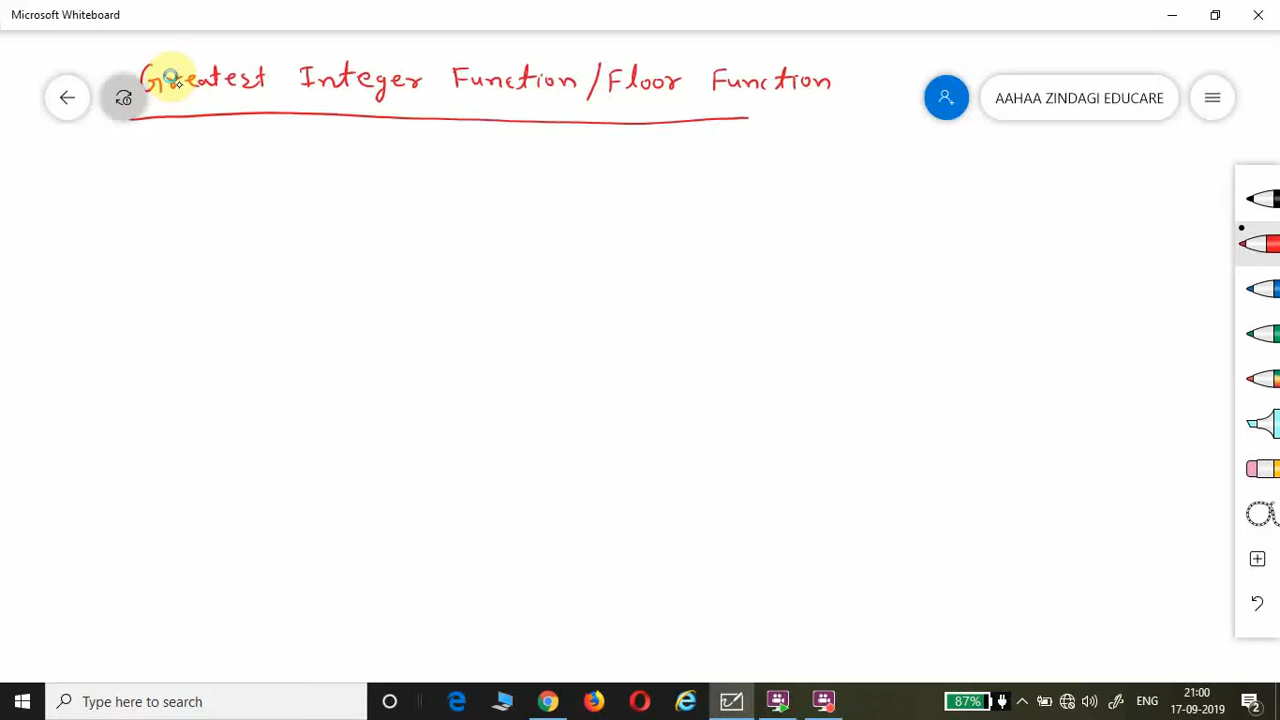 Microsoft Whiteboard
Greatest Integer Function/Floor Function
AAHAA ZINDAGI EDUCARE
Type here to search
87%
ENG
21:00
17-09-2019
2